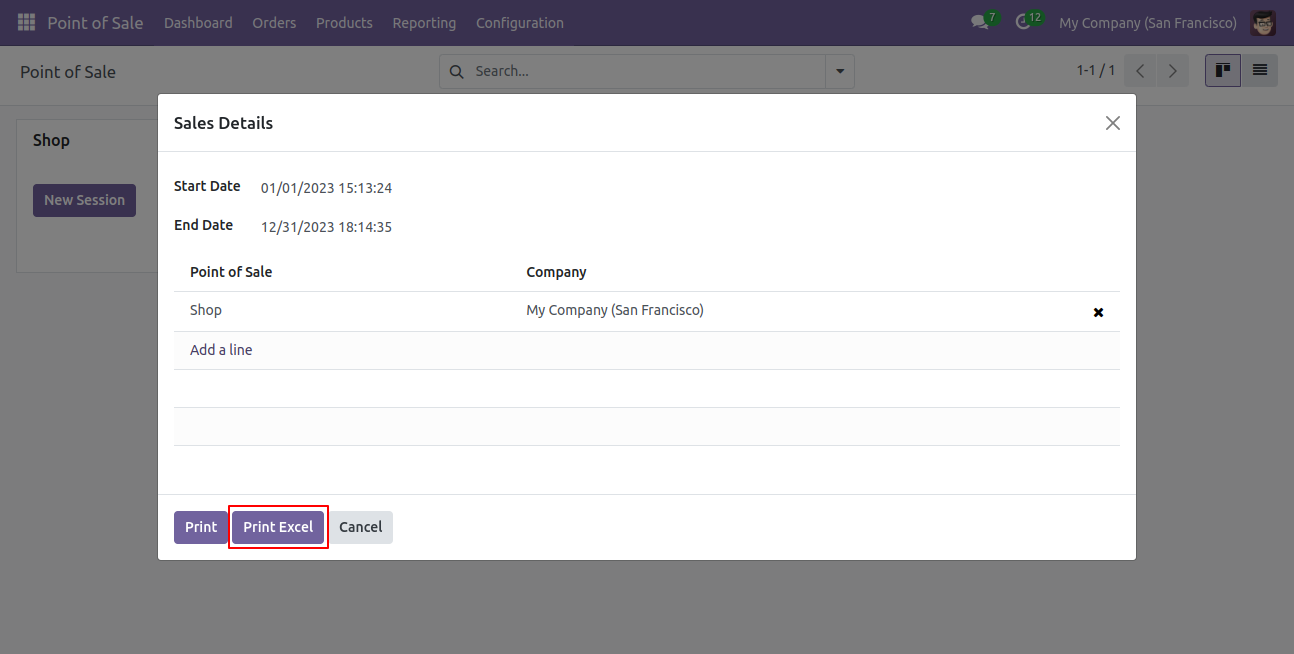 Point of Sale Dashboard Orders Products Reporting Configuration 7 12 My Company (San Francisco)
Point of Sale Search... 1-1 / 1
Shop
New Session
Sales Details
Start Date 01/01/2023 15:13:24
End Date 12/31/2023 18:14:35
Point of Sale Company
Shop My Company (San Francisco)
Add a line
Print Print Excel Cancel